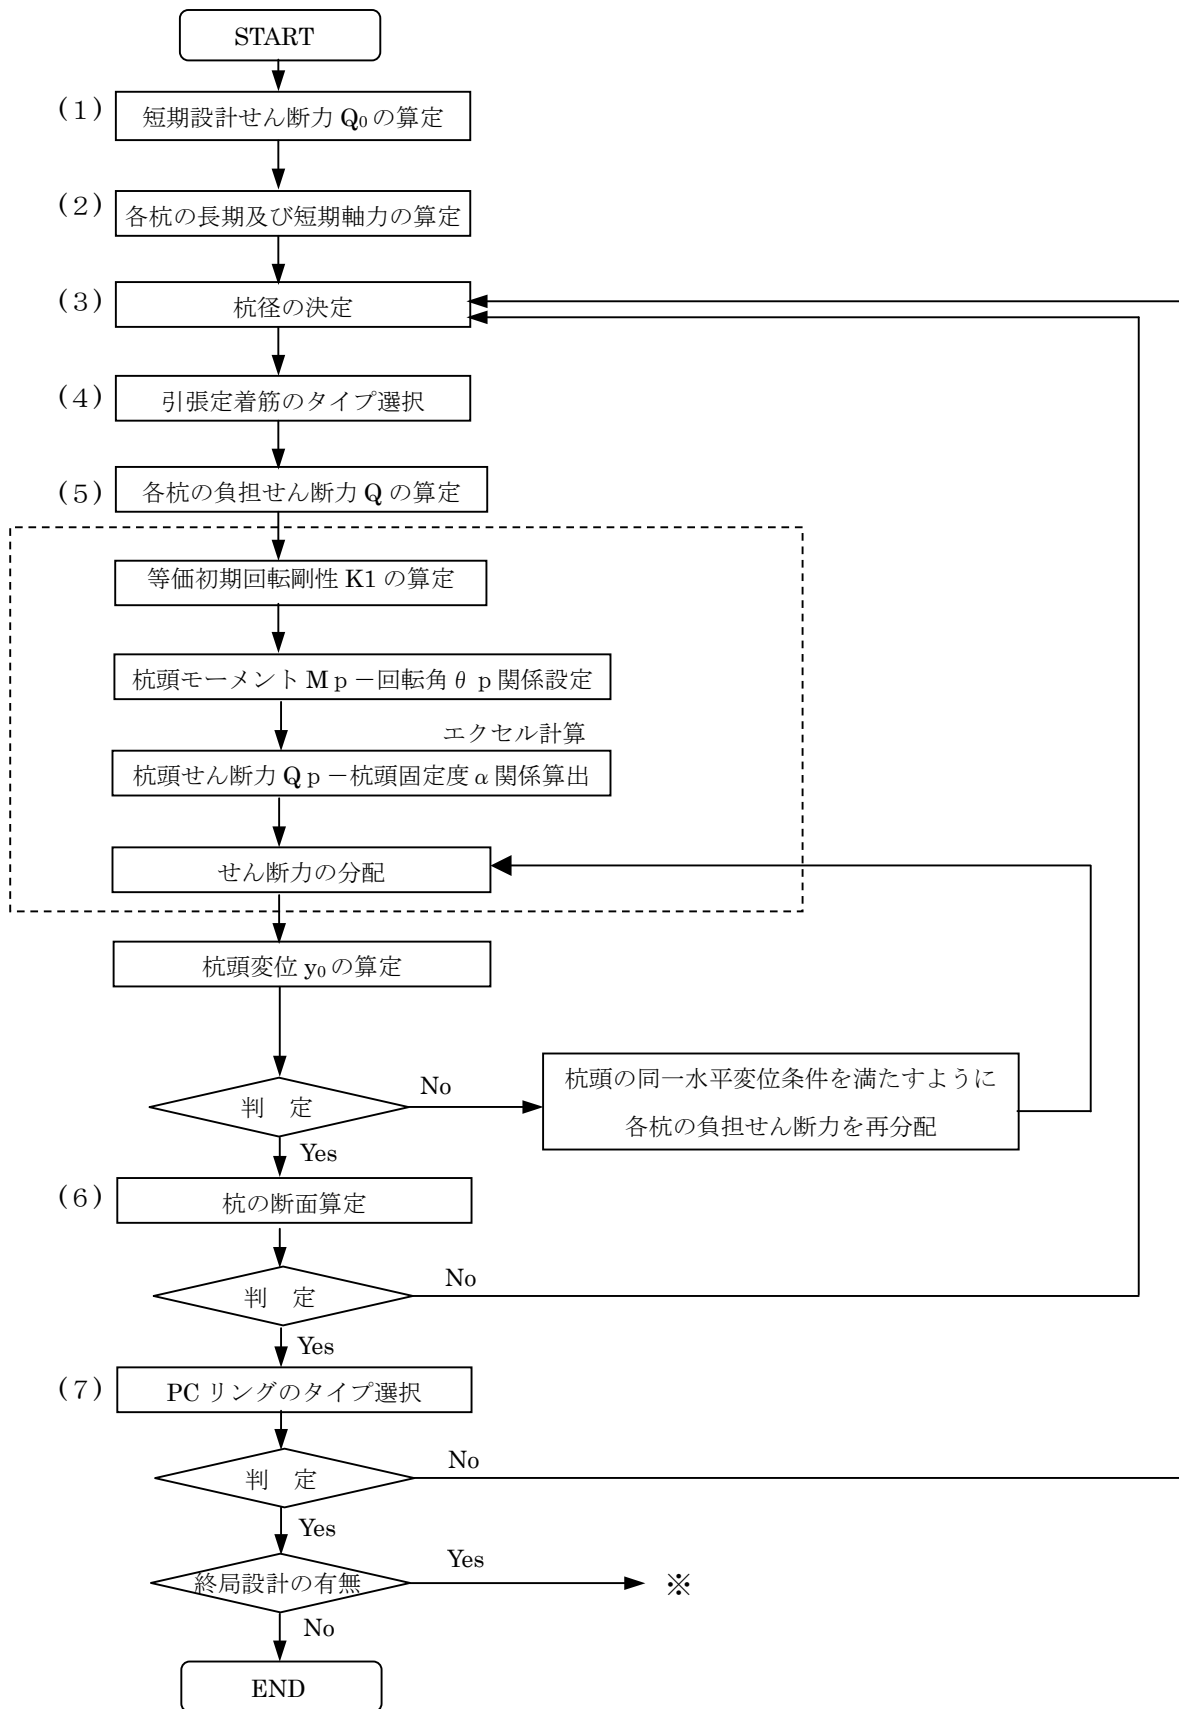 START
(1)
短期設計せん断力 Q₀ の算定
(2)
各杭の長期及び短期軸力の算定
(3)
杭径の決定
(4)
引張定着筋のタイプ選択
(5)
各杭の負担せん断力 Q の算定
等価初期回転剛性 K1 の算定
杭頭モーメント Mp－回転角θ p 関係設定
エクセル計算
杭頭せん断力 Qp－杭頭固定度α関係算出
せん断力の分配
杭頭変位 y₀ の算定
判 定
No
杭頭の同一水平変位条件を満たすように
各杭の負担せん断力を再分配
Yes
(6)
杭の断面算定
判 定
No
Yes
(7)
PC リングのタイプ選択
判 定
No
Yes
終局設計の有無
Yes
※
No
END